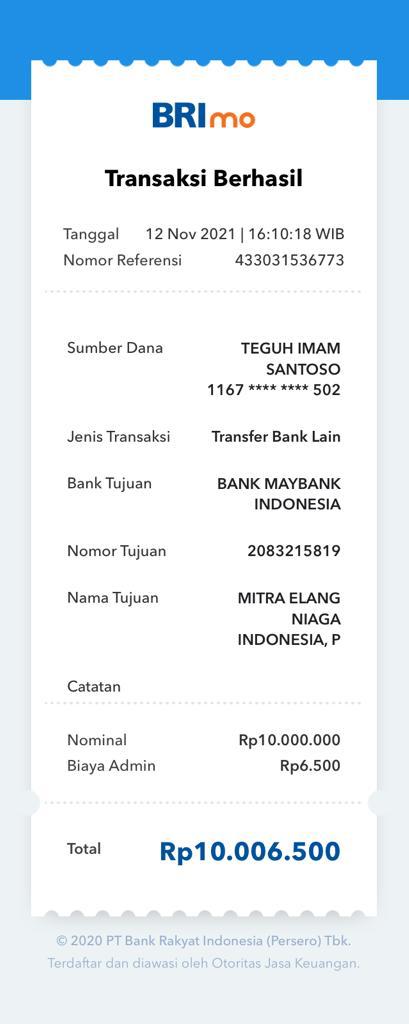 BRImo
Transaksi Berhasil
Tanggal 12 Nov 2021 | 16:10:18 WIB
Nomor Referensi 433031536773
Sumber Dana TEGUH IMAM
SANTOSO
1167 **** **** 502
Jenis Transaksi Transfer Bank Lain
Bank Tujuan BANK MAYBANK
INDONESIA
Nomor Tujuan 2083215819
Nama Tujuan MITRA ELANG
NIAGA
INDONESIA, P
Catatan
Nominal Rp10.000.000
Biaya Admin Rp6.500
Total Rp10.006.500
© 2020 PT Bank Rakyat Indonesia (Persero) Tbk.
Terdaftar dan diawasi oleh Otoritas Jasa Keuangan.